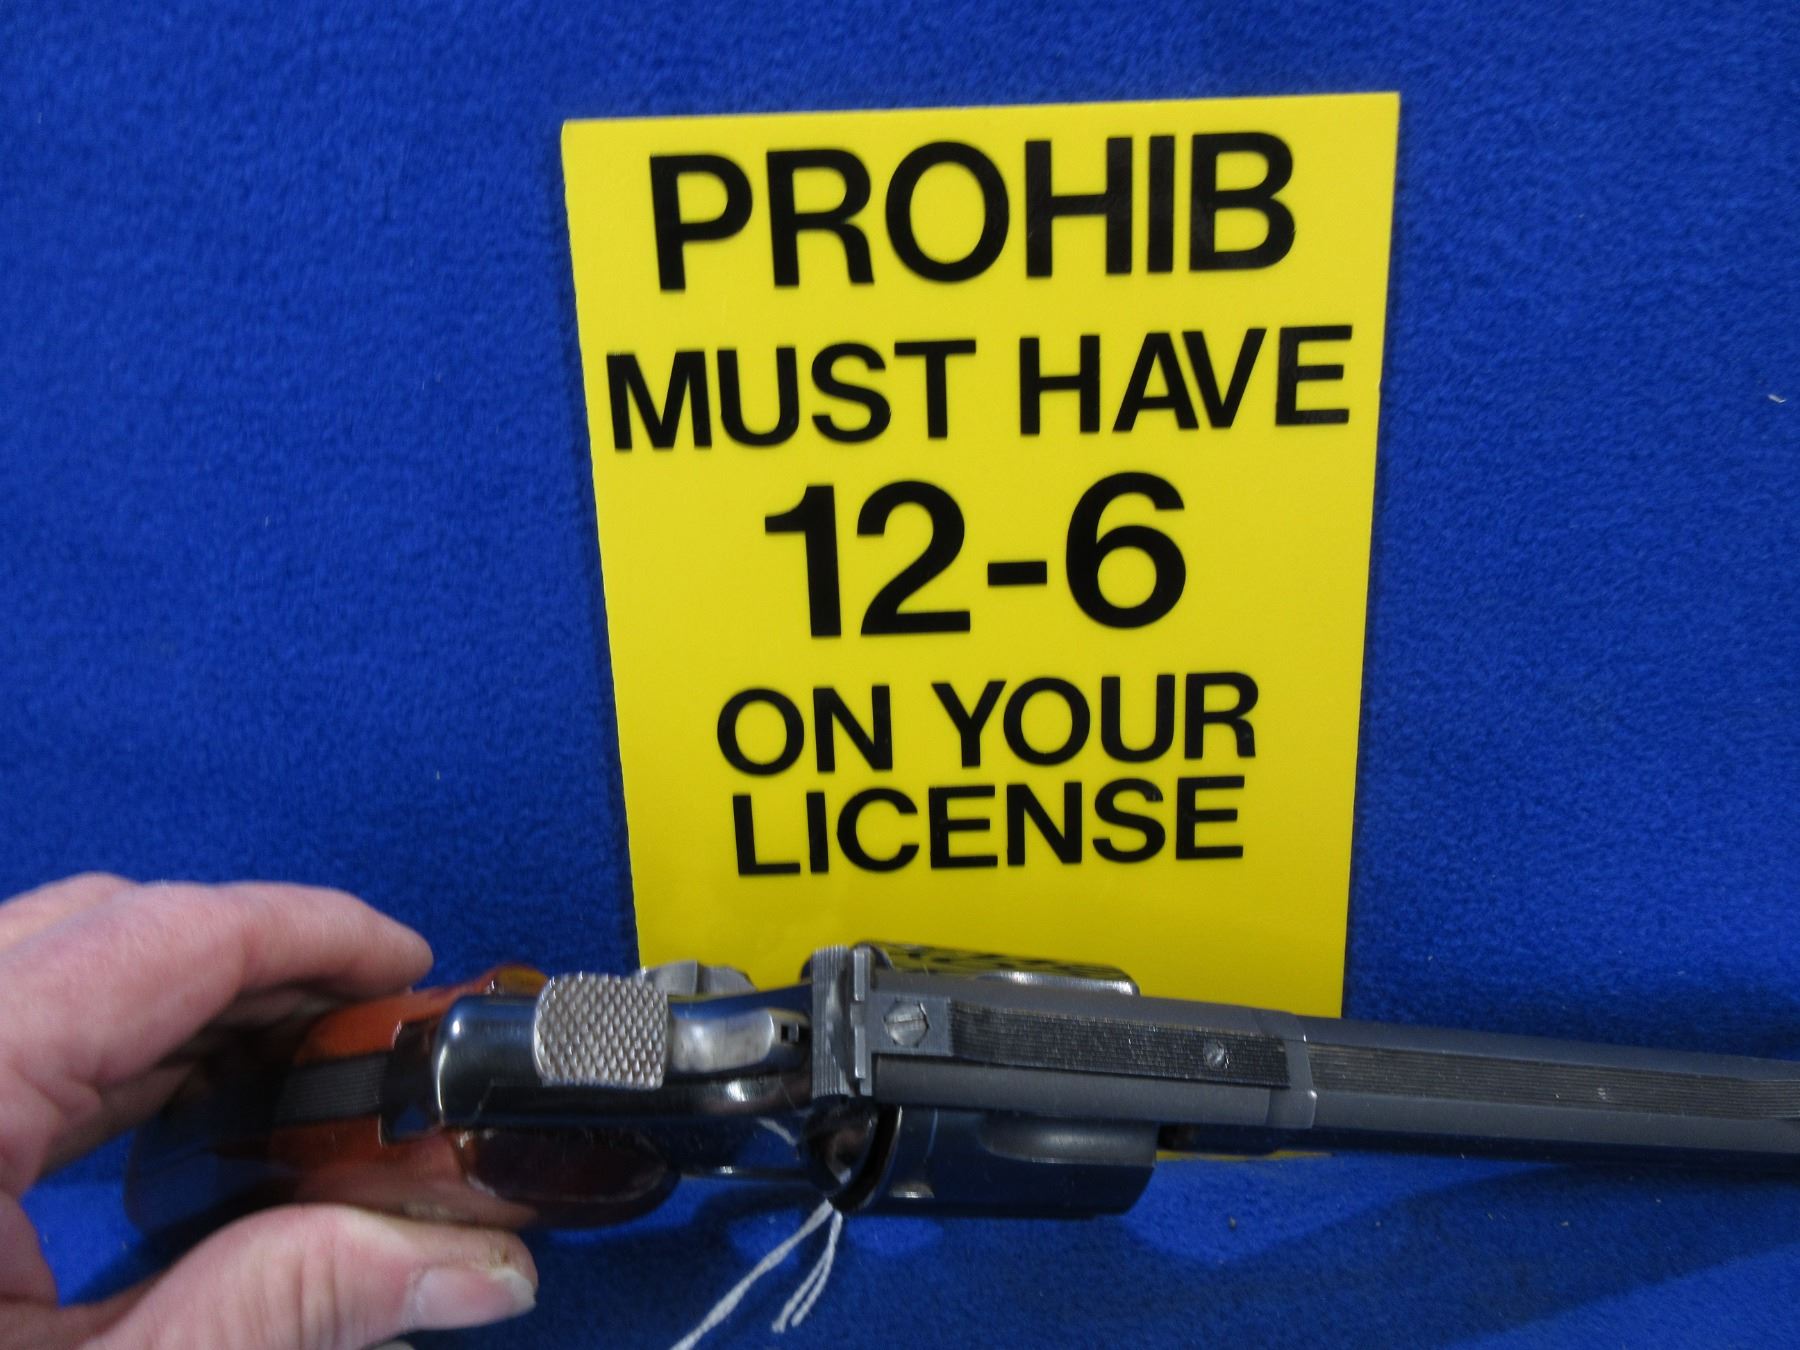 PROHIB
MUST HAVE
12-6
ON YOUR
LICENSE